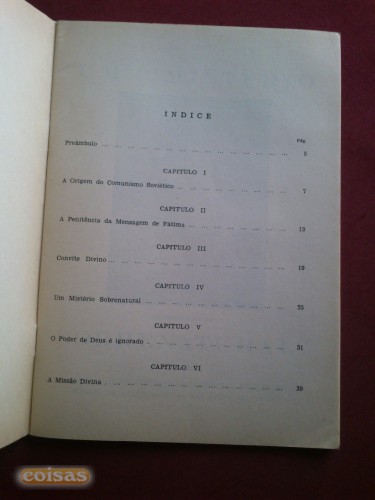 INDICE
Pág.
Preâmbulo ... 5
CAPITULO I
A Origem do Comunismo Soviético ... 7
CAPITULO II
A Penitência da Mensagem de Fátima ... 13
CAPITULO III
Convite Divino ... 19
CAPITULO IV
Um Mistério Sobrenatural ... 25
CAPITULO V
O Poder de Deus é ignorado ... 31
CAPITULO VI
A Missão Divina ... 39
coisas